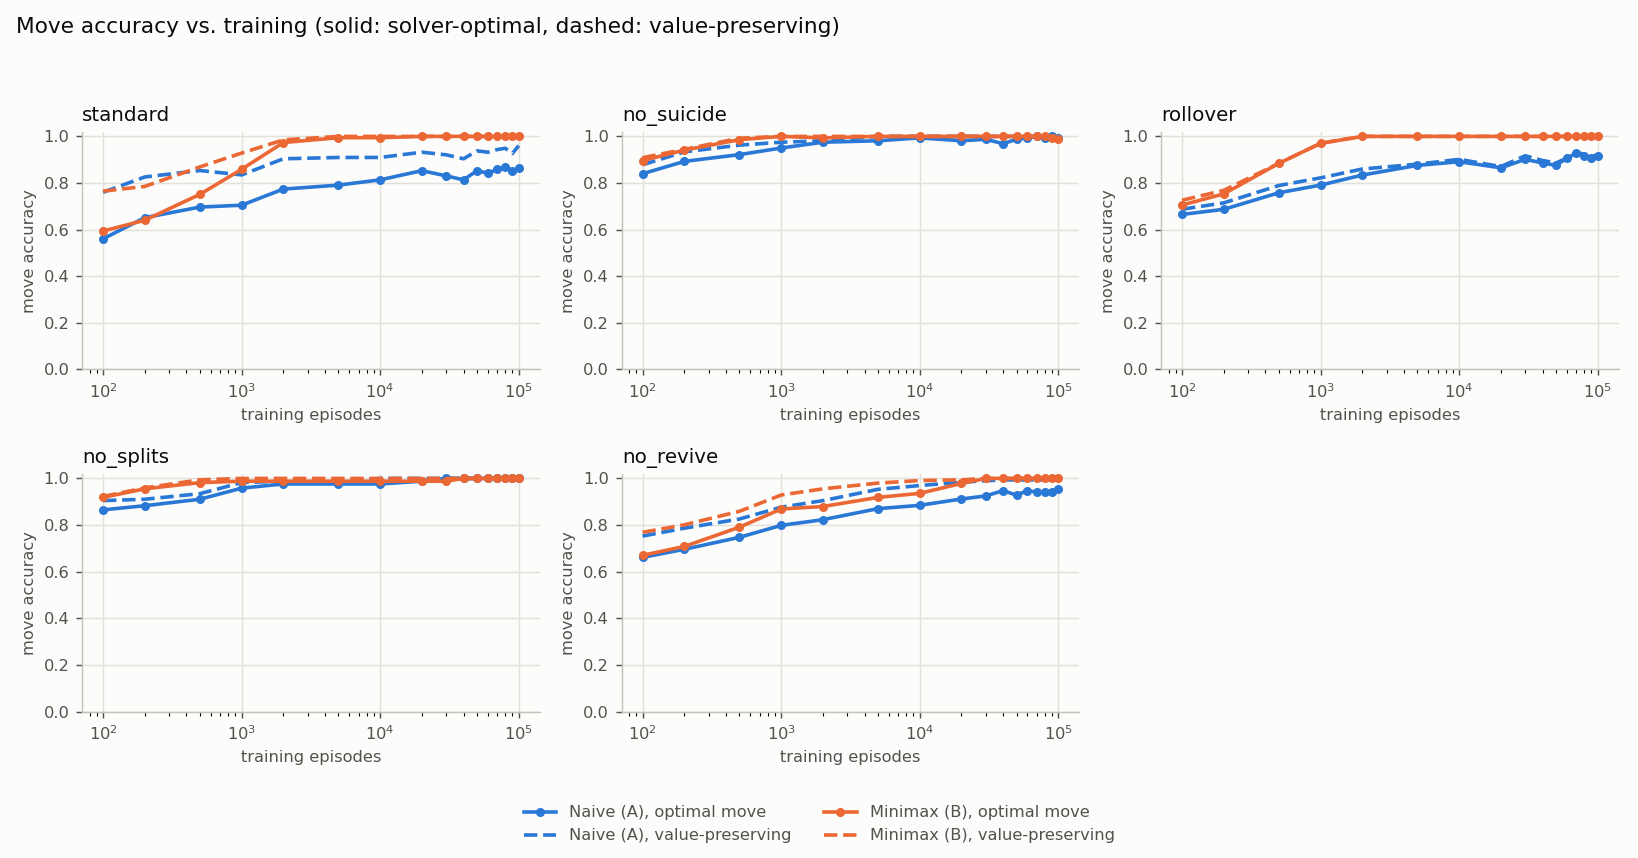 Move accuracy vs. training (solid: solver-optimal, dashed: value-preserving)
standard
1.0
0.8
0.6
0.4
0.2
0.0
move accuracy
10²
10³
10⁴
10⁵
training episodes
no_suicide
1.0
0.8
0.6
0.4
0.2
0.0
move accuracy
10²
10³
10⁴
10⁵
training episodes
rollover
1.0
0.8
0.6
0.4
0.2
0.0
move accuracy
10²
10³
10⁴
10⁵
training episodes
no_splits
1.0
0.8
0.6
0.4
0.2
0.0
move accuracy
10²
10³
10⁴
10⁵
training episodes
no_revive
1.0
0.8
0.6
0.4
0.2
0.0
move accuracy
10²
10³
10⁴
10⁵
training episodes
Naive (A), optimal move
Naive (A), value-preserving
Minimax (B), optimal move
Minimax (B), value-preserving